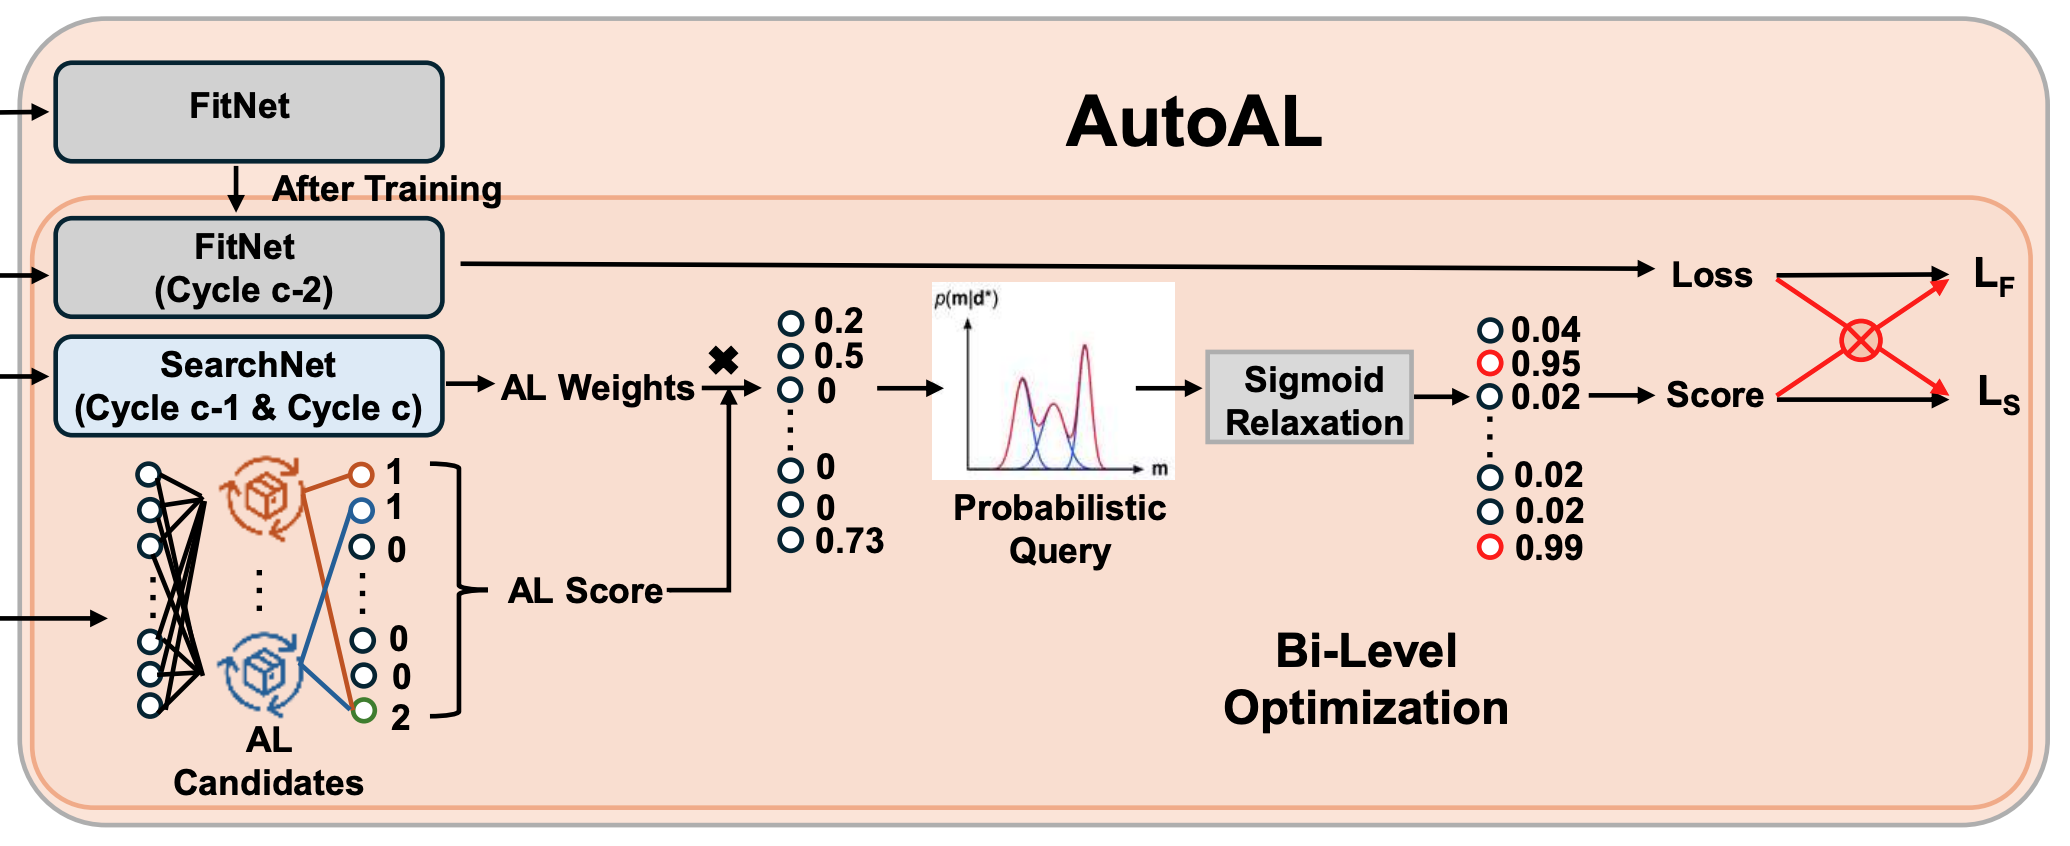 FitNet
AutoAL
After Training
FitNet
(Cycle c-2)
Loss
L_F
SearchNet
(Cycle c-1 & Cycle c)
AL Weights
✖
0.2
0.5
0
0
0
0.73
p(m|d*)
m
Probabilistic
Query
Sigmoid
Relaxation
0.04
0.95
0.02
0.02
0.02
0.99
Score
L_S
1
1
0
0
0
2
AL Score
AL
Candidates
Bi-Level
Optimization